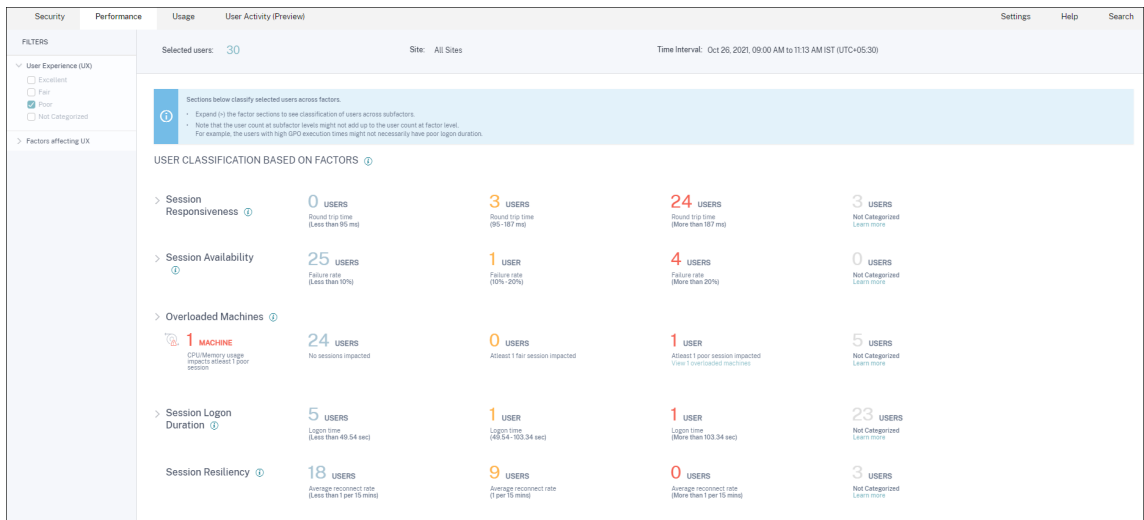 Security Performance Usage User Activity (Preview) Settings Help Search
FILTERS
Selected users: 30 Site: All Sites Time Interval: Oct 26, 2021, 09:00 AM to 11:13 AM IST (UTC+05:30)
User Experience (UX)
Excellent
Fair
Poor
Not Categorized
Factors affecting UX
Sections below classify selected users across factors.
• Expand (>) the factor sections to see classification of users across subfactors.
• Note that the user count at subfactor levels might not add up to the user count at factor level.
For example, the users with high GPO execution times might not necessarily have poor logon duration.
USER CLASSIFICATION BASED ON FACTORS
Session Responsiveness
0 USERS
Round trip time
(Less than 95 ms)
3 USERS
Round trip time
(95-187 ms)
24 USERS
Round trip time
(More than 187 ms)
3 USERS
Not Categorized
Learn more
Session Availability
25 USERS
Failure rate
(Less than 10%)
1 USER
Failure rate
(10%-20%)
4 USERS
Failure rate
(More than 20%)
0 USERS
Not Categorized
Learn more
Overloaded Machines
1 MACHINE
CPU/Memory usage
impacts atleast 1 poor
session
24 USERS
No sessions impacted
0 USERS
Atleast 1 fair session impacted
1 USER
Atleast 1 poor session impacted
View 1 overloaded machines
5 USERS
Not Categorized
Learn more
Session Logon
Duration
5 USERS
Logon time
(Less than 49.54 sec)
1 USER
Logon time
(49.54-103.34 sec)
1 USER
Logon time
(More than 103.34 sec)
23 USERS
Not Categorized
Learn more
Session Resiliency
18 USERS
Average reconnect rate
(Less than 1 per 15 mins)
9 USERS
Average reconnect rate
(1 per 15 mins)
0 USERS
Average reconnect rate
(More than 1 per 15 mins)
3 USERS
Not Categorized
Learn more